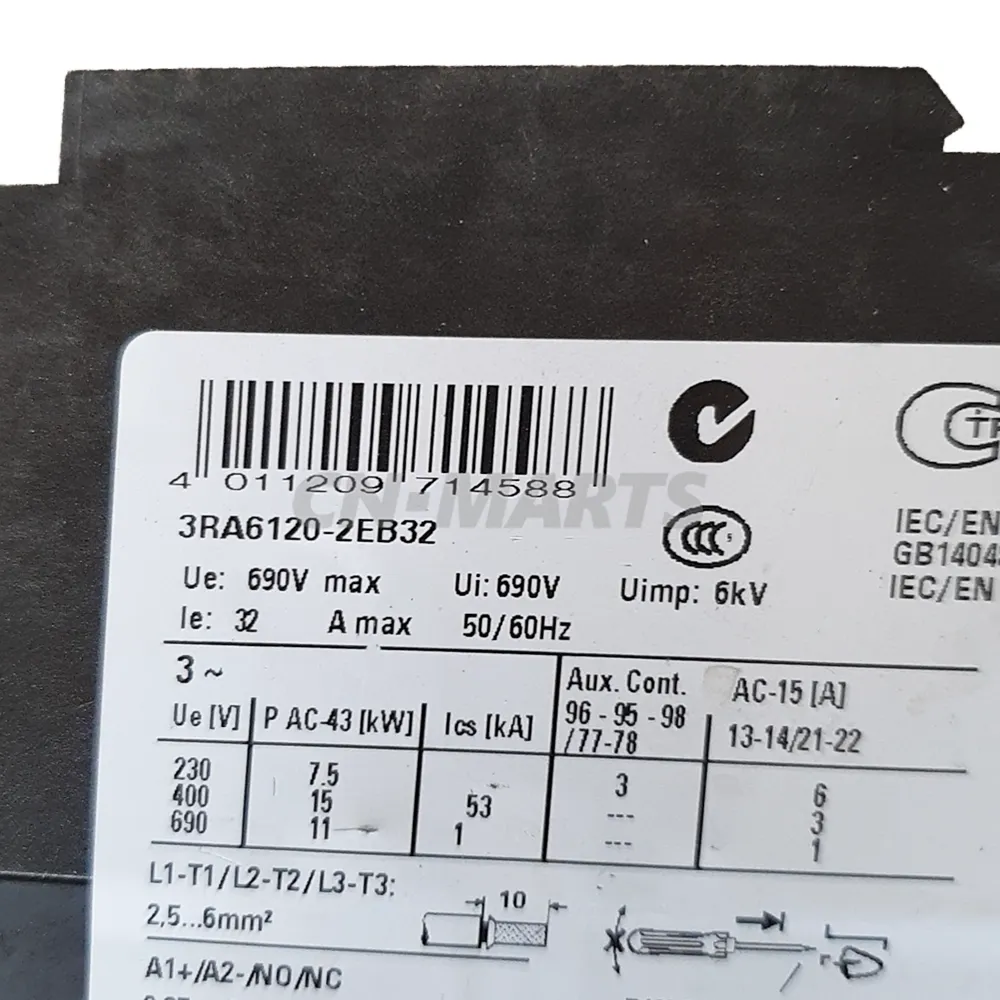 4 011209 714588
CN-MARTS
3RA6120-2EB32
IEC/EN
GB1404
IEC/EN
Ue: 690V max Ui: 690V Uimp: 6kV
Ie: 32 A max 50/60Hz
3 ~
Aux. Cont. AC-15 [A]
Ue [V] P AC-43 [kW] Ics [kA] 96 - 95 - 98 13-14/21-22
/77-78
230 7.5 3 6
400 15 53 --- 3
690 11 1 --- 1
L1-T1/L2-T2/L3-T3:
10
2,5...6mm²
A1+/A2-/NO/NC